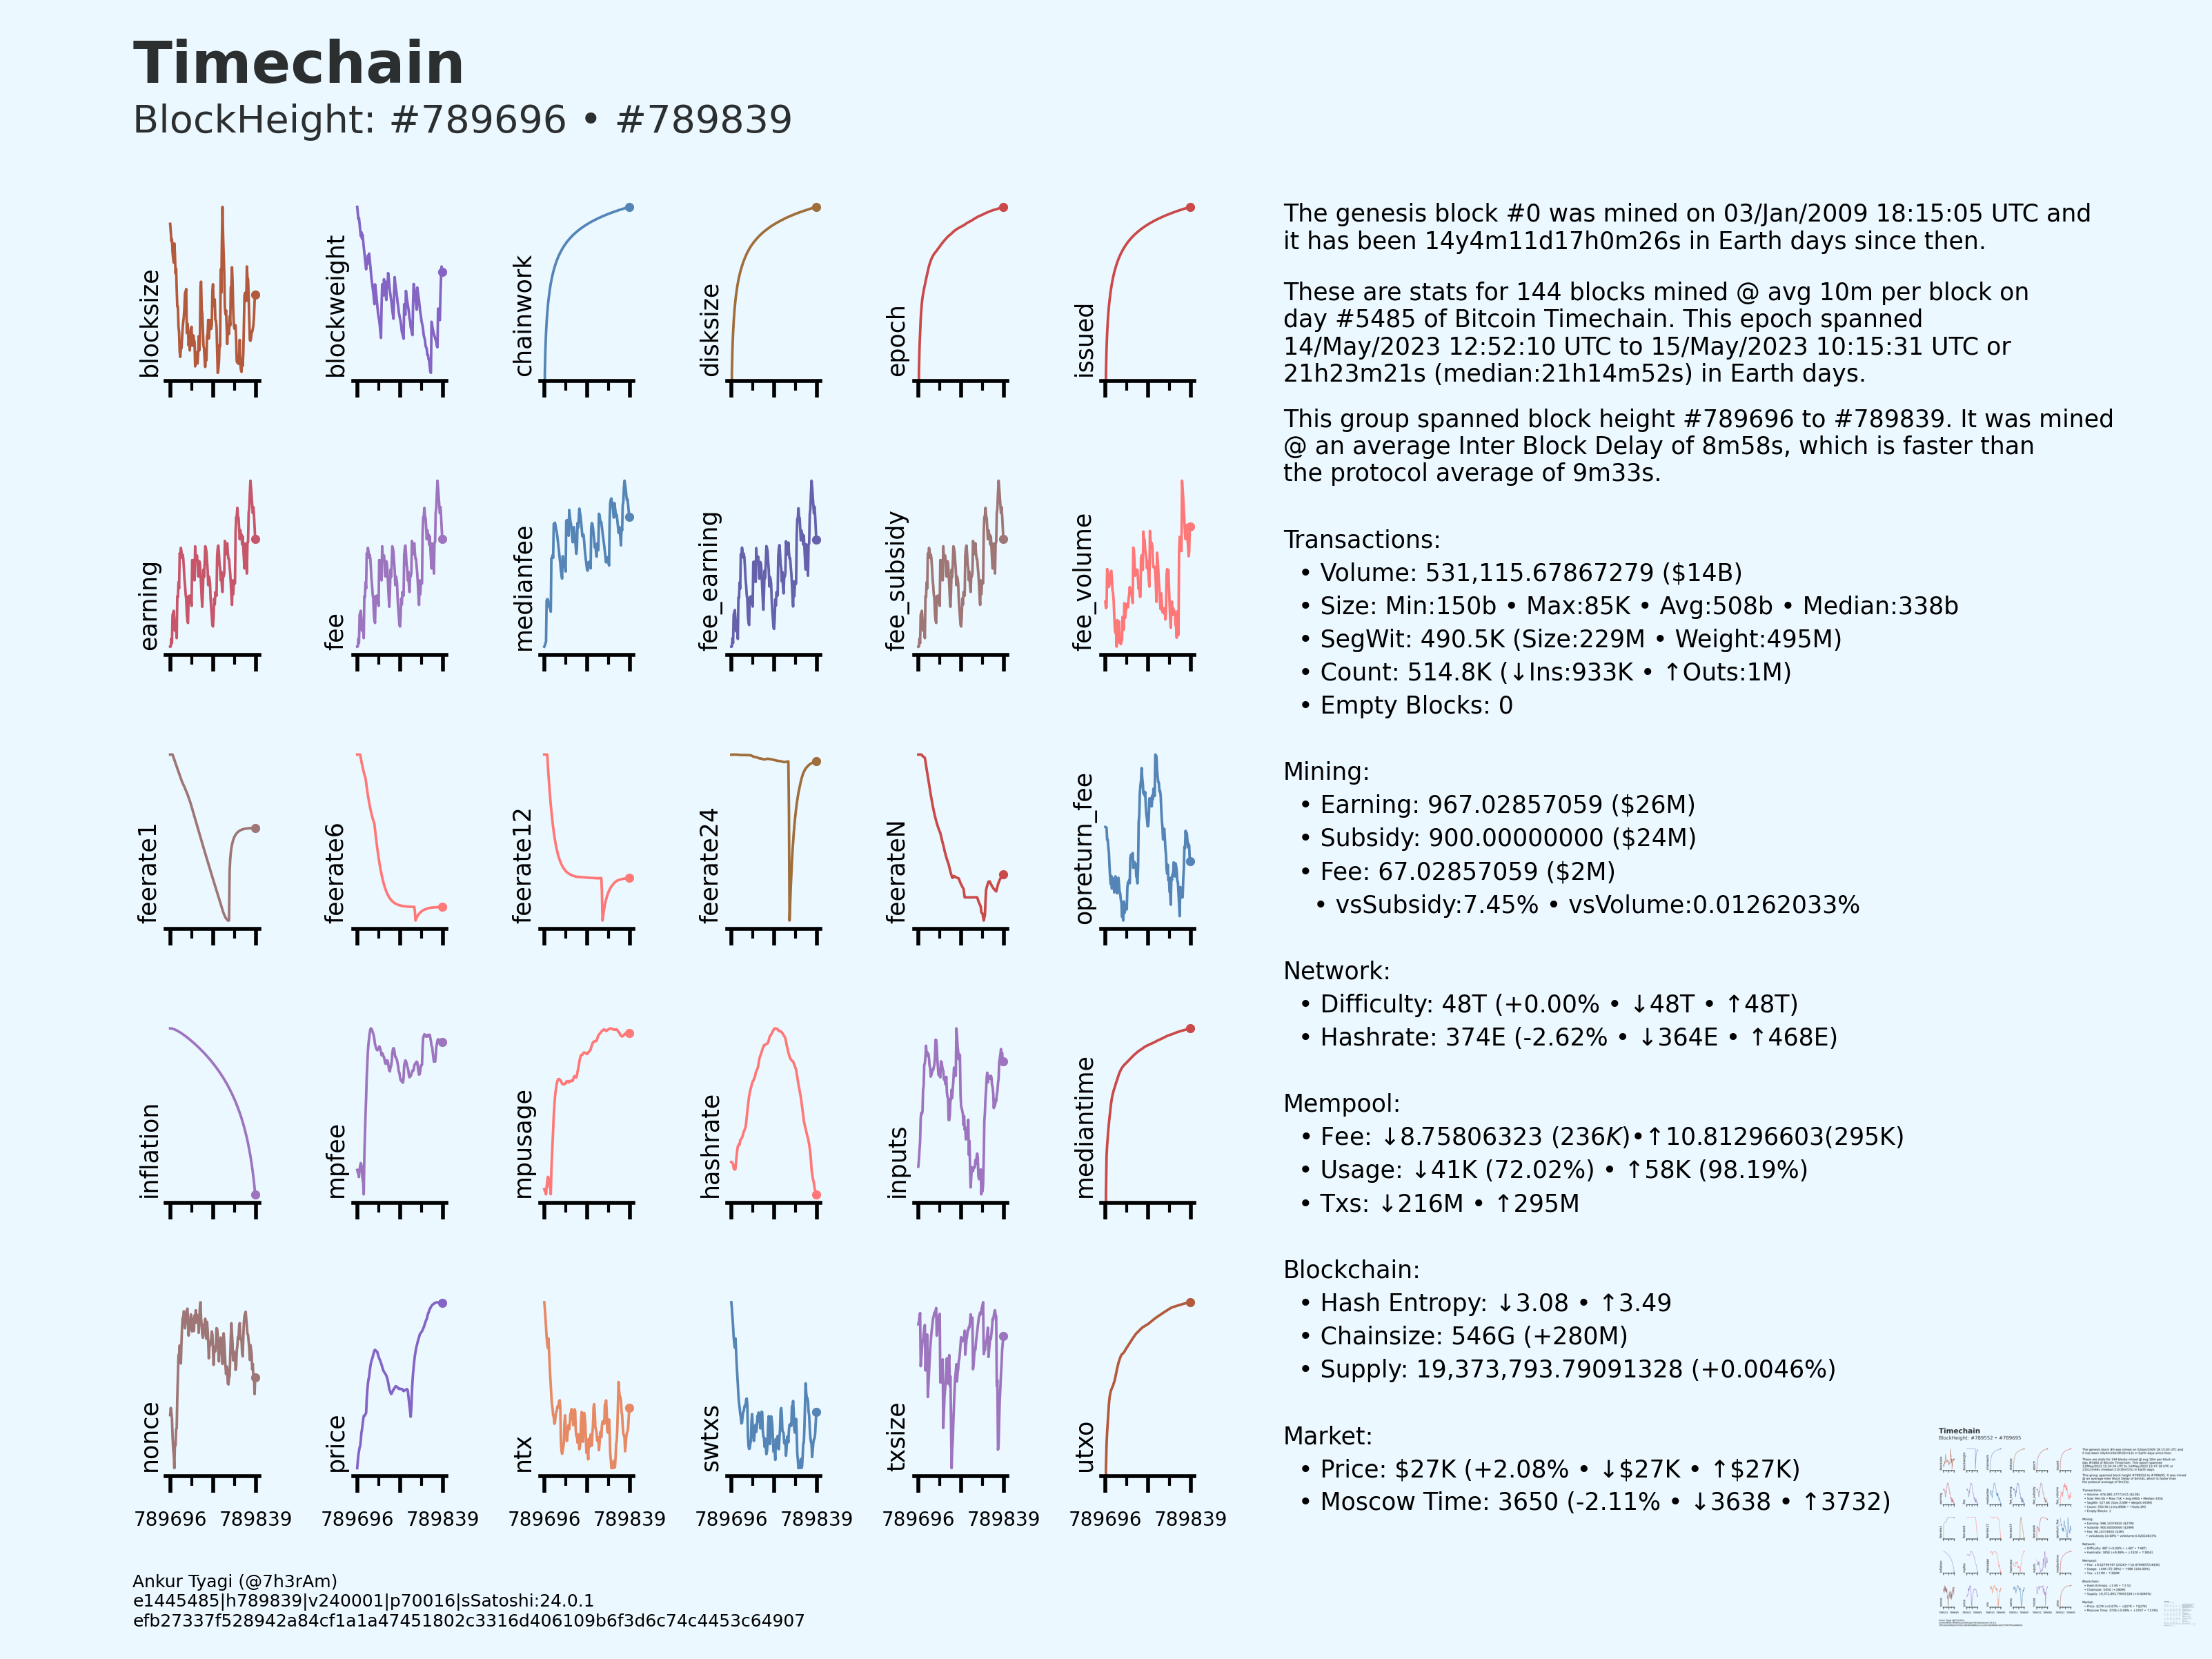 Timechain
BlockHeight: #789696 • #789839
blocksize
blockweight
chainwork
disksize
epoch
issued
earning
fee
medianfee
fee_earning
fee_subsidy
fee_volume
feerate1
feerate6
feerate12
feerate24
feerateN
opreturn_fee
inflation
mpfee
mpusage
hashrate
inputs
mediantime
nonce
price
ntx
swtxs
txsize
utxo
789696 789839 789696 789839 789696 789839 789696 789839 789696 789839 789696 789839
The genesis block #0 was mined on 03/Jan/2009 18:15:05 UTC and
it has been 14y4m11d17h0m26s in Earth days since then.
These are stats for 144 blocks mined @ avg 10m per block on
day #5485 of Bitcoin Timechain. This epoch spanned
14/May/2023 12:52:10 UTC to 15/May/2023 10:15:31 UTC or
21h23m21s (median:21h14m52s) in Earth days.
This group spanned block height #789696 to #789839. It was mined
@ an average Inter Block Delay of 8m58s, which is faster than
the protocol average of 9m33s.
Transactions:
• Volume: 531,115.67867279 ($14B)
• Size: Min:150b • Max:85K • Avg:508b • Median:338b
• SegWit: 490.5K (Size:229M • Weight:495M)
• Count: 514.8K (↓Ins:933K • ↑Outs:1M)
• Empty Blocks: 0
Mining:
• Earning: 967.02857059 ($26M)
• Subsidy: 900.00000000 ($24M)
• Fee: 67.02857059 ($2M)
• vsSubsidy:7.45% • vsVolume:0.01262033%
Network:
• Difficulty: 48T (+0.00% • ↓48T • ↑48T)
• Hashrate: 374E (-2.62% • ↓364E • ↑468E)
Mempool:
• Fee: ↓8.75806323 (236K)•↑10.81296603(295K)
• Usage: ↓41K (72.02%) • ↑58K (98.19%)
• Txs: ↓216M • ↑295M
Blockchain:
• Hash Entropy: ↓3.08 • ↑3.49
• Chainsize: 546G (+280M)
• Supply: 19,373,793.79091328 (+0.0046%)
Market:
• Price: $27K (+2.08% • ↓$27K • ↑$27K)
• Moscow Time: 3650 (-2.11% • ↓3638 • ↑3732)
Ankur Tyagi (@7h3rAm)
e1445485|h789839|v240001|p70016|sSatoshi:24.0.1
efb27337f528942a84cf1a1a47451802c3316d406109b6f3d6c74c4453c64907
Timechain
BlockHeight: #789552 • #789695